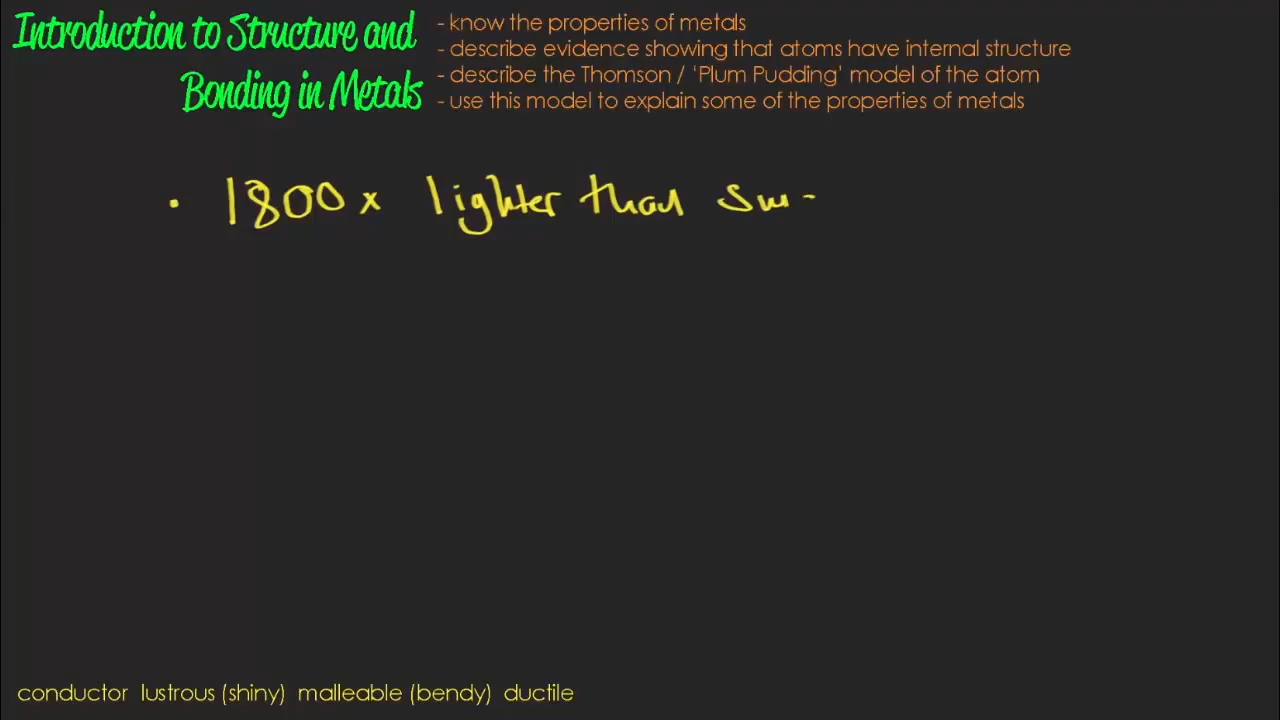 Introduction to Structure and
Bonding in Metals
- know the properties of metals
- describe evidence showing that atoms have internal structure
- describe the Thomson / 'Plum Pudding' model of the atom
- use this model to explain some of the properties of metals
· 1800 x lighter than sm
conductor lustrous (shiny) malleable (bendy) ductile